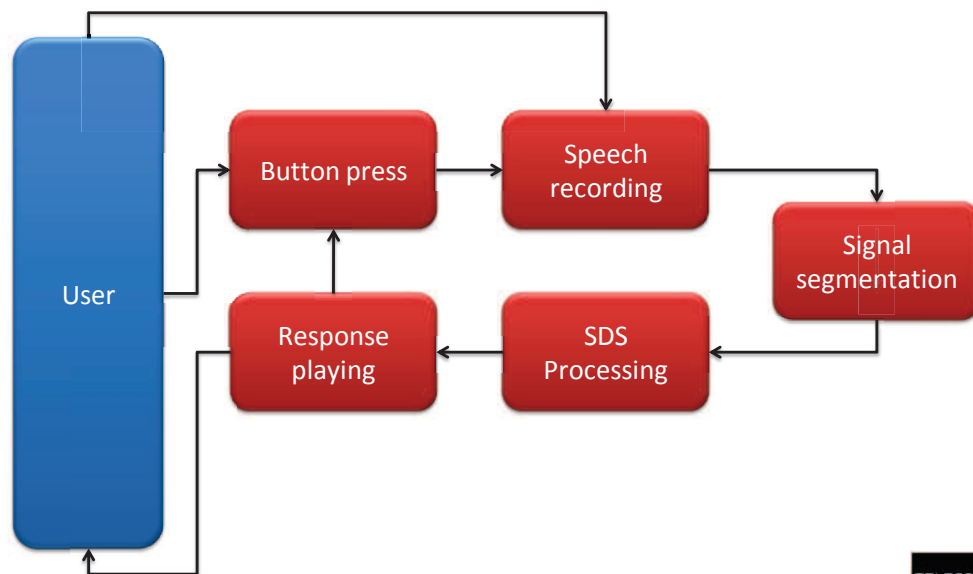 Speech
recording
Button press
Signal
segmentation
User
Response
playing
SDS
Processing